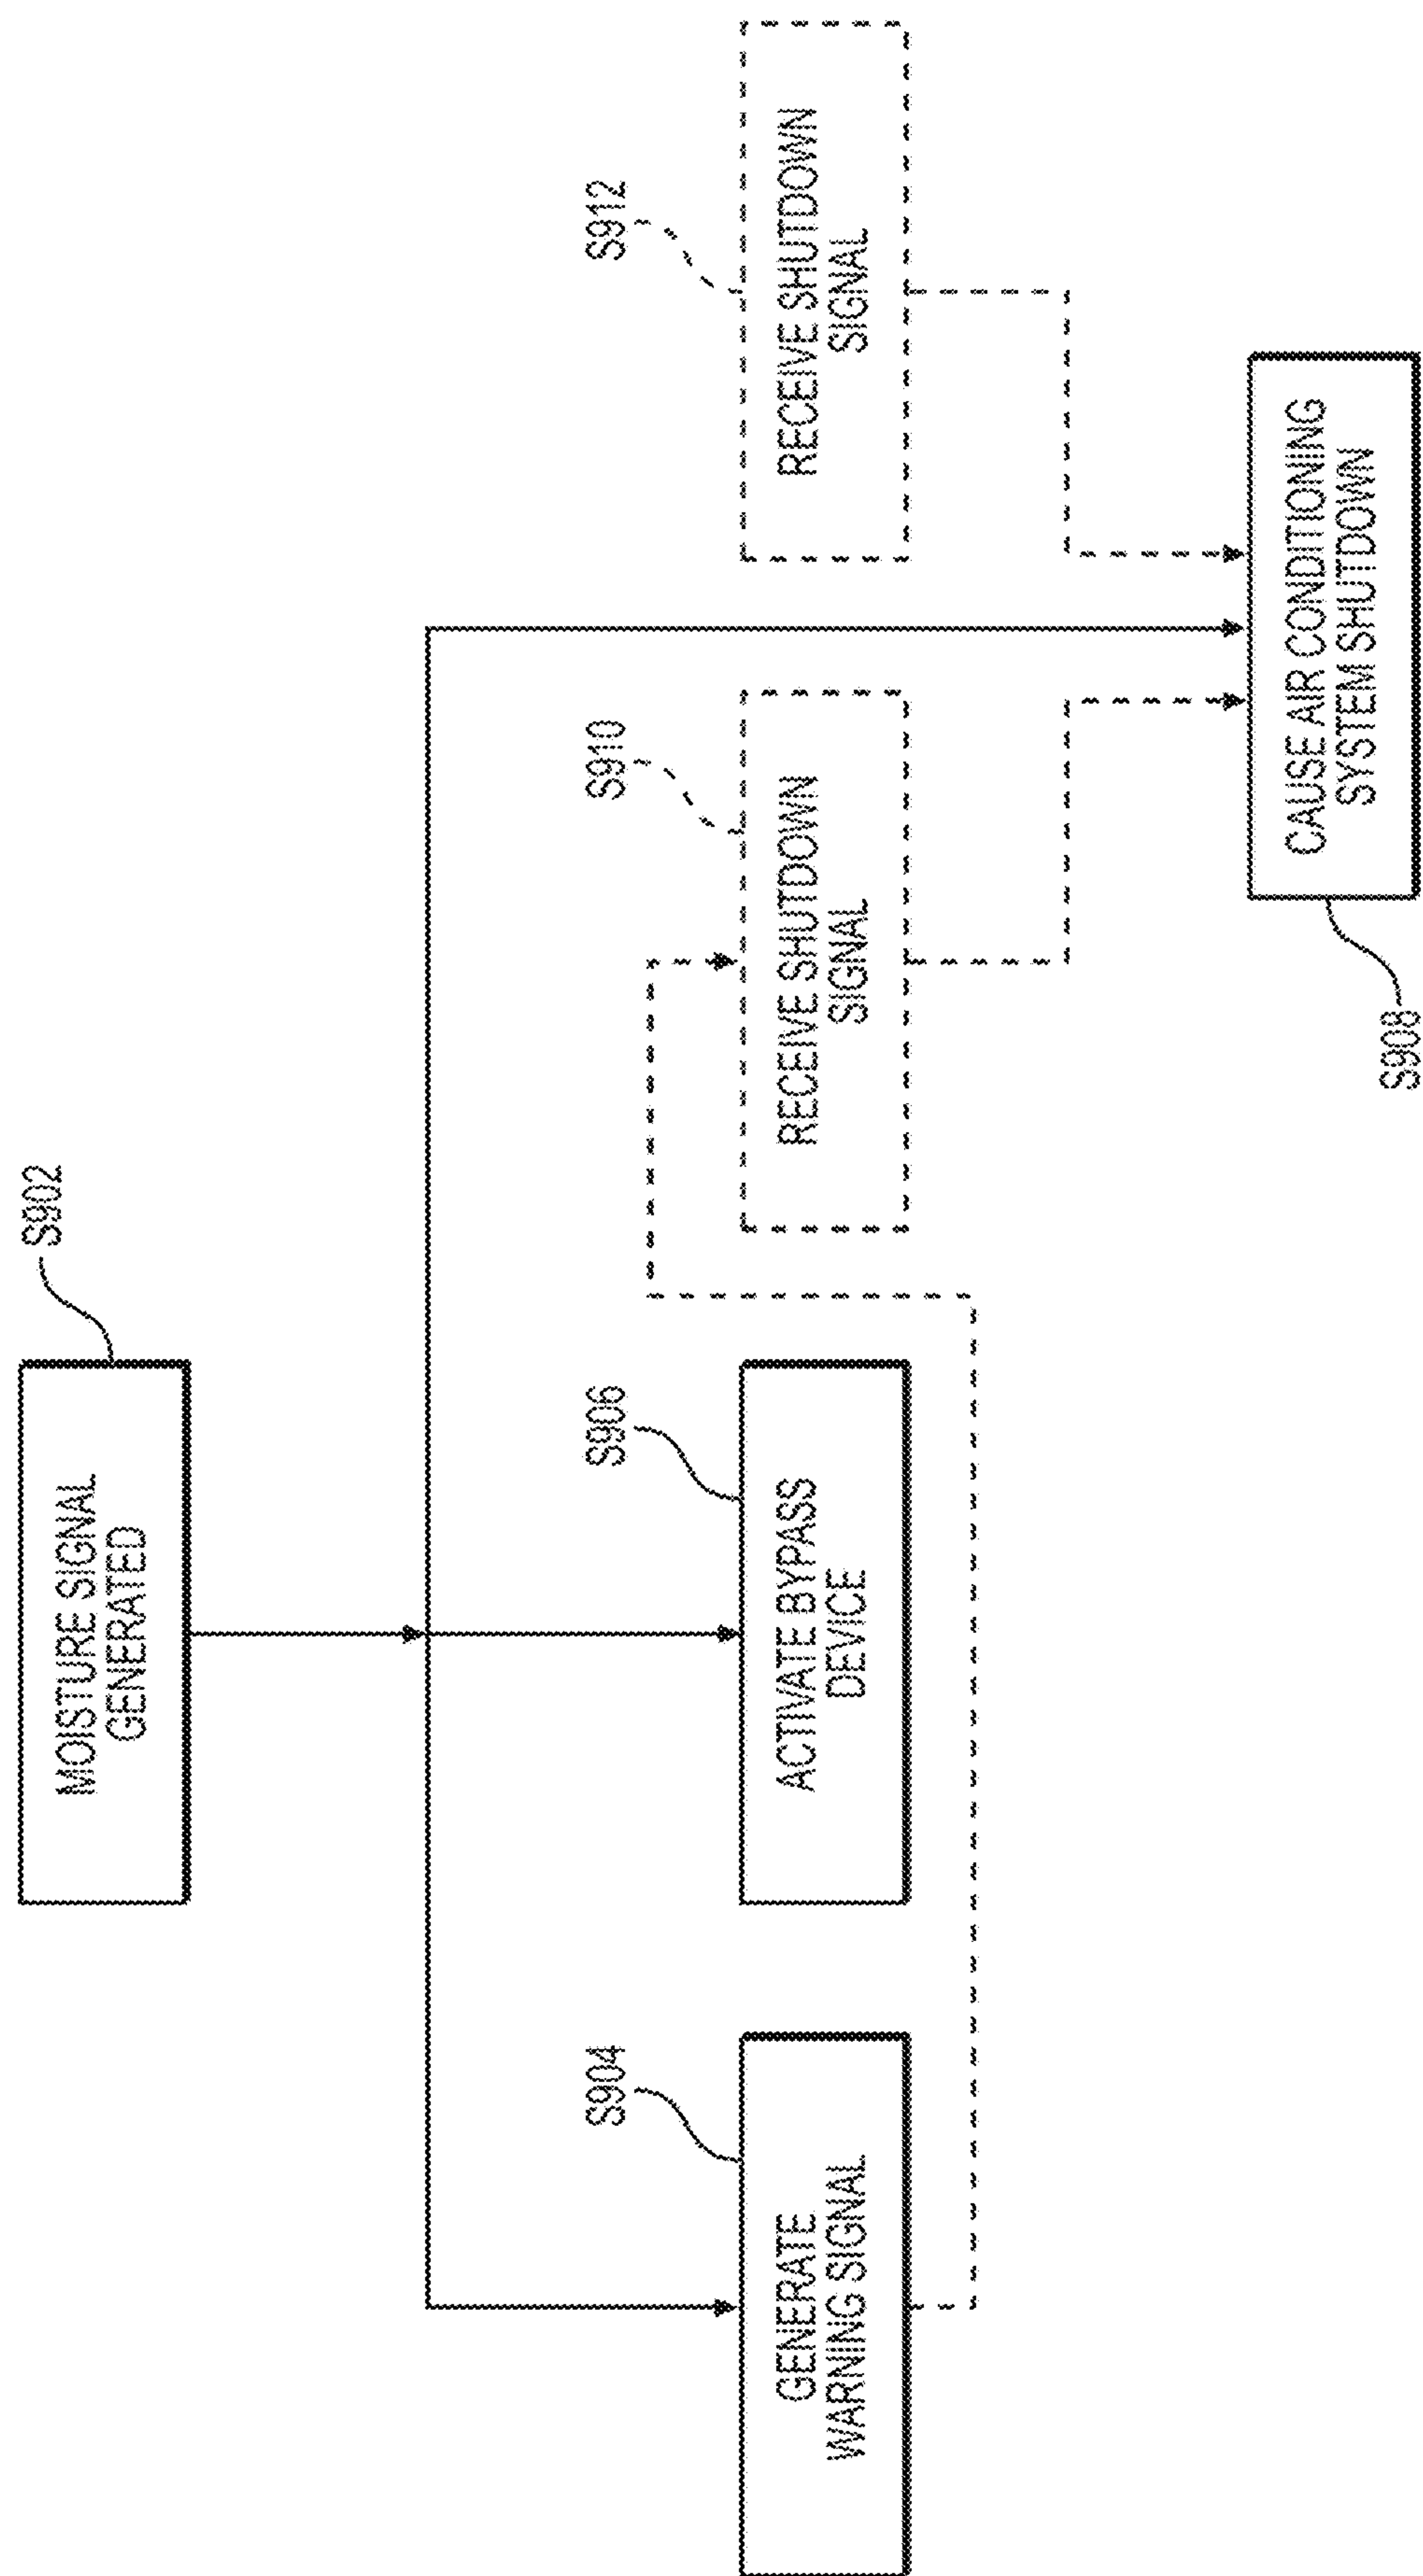 S902
MOISTURE SIGNAL
GENERATED
S904
GENERATE
WARNING SIGNAL
S906
ACTIVATE BYPASS
DEVICE
S910
RECEIVE SHUTDOWN
SIGNAL
S912
RECEIVE SHUTDOWN
SIGNAL
S908
CAUSE AIR CONDITIONING
SYSTEM SHUTDOWN